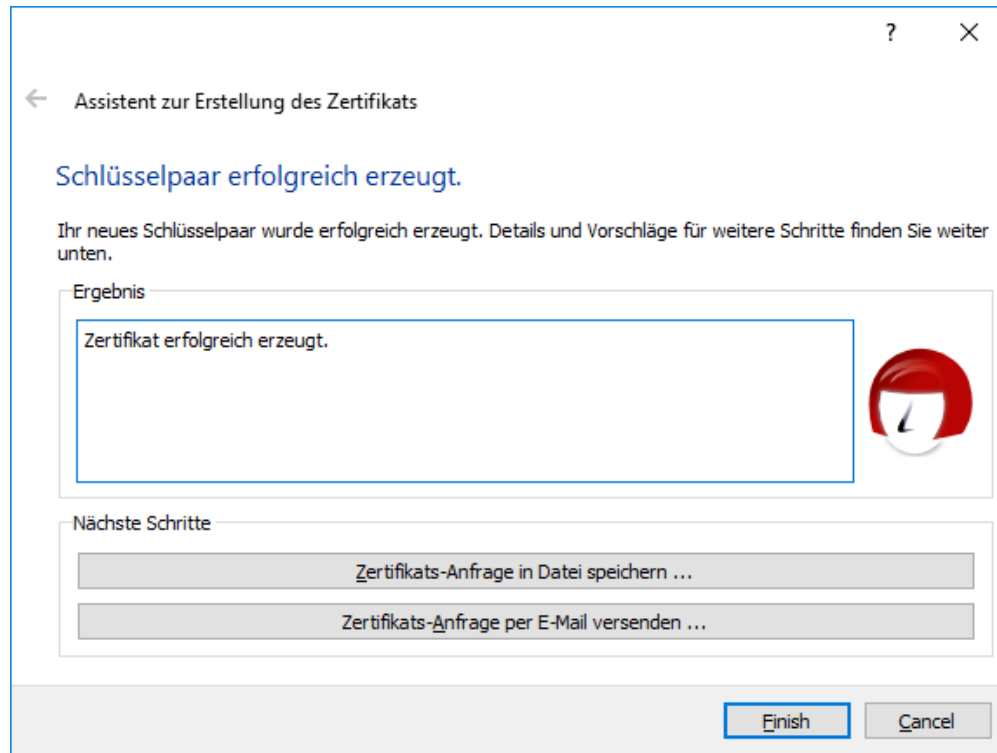 ?
Assistent zur Erstellung des Zertifikats
Schlüsselpaar erfolgreich erzeugt.
Ihr neues Schlüsselpaar wurde erfolgreich erzeugt. Details und Vorschläge für weitere Schritte finden Sie weiter
unten.
Ergebnis
Zertifikat erfolgreich erzeugt.
Nächste Schritte
Zertifikats-Anfrage in Datei speichern ...
Zertifikats-Anfrage per E-Mail versenden ...
Finish
Cancel